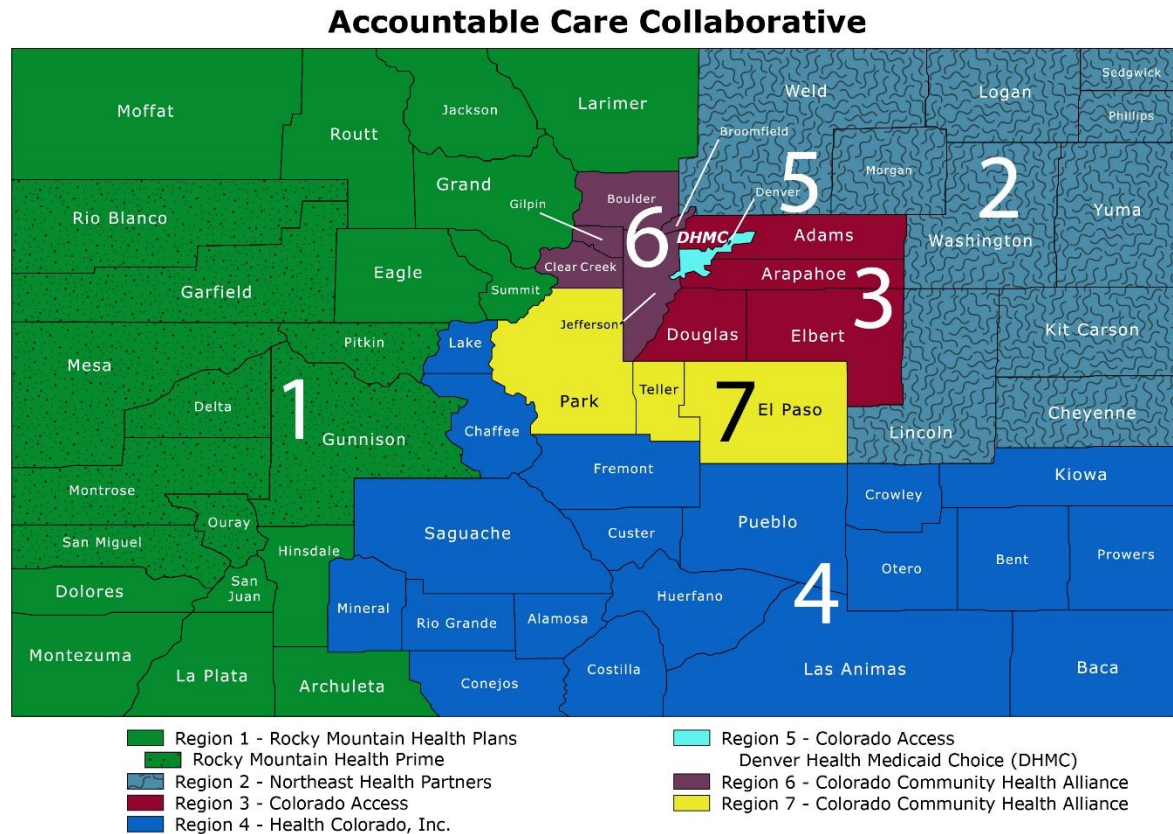 Accountable Care Collaborative
Moffat
Routt
Jackson
Larimer
Weld
Logan
Sedgwick
Phillips
Broomfield
Morgan
5
2
Denver
Grand
Gilpin
Boulder
Rio Blanco
Yuma
6
DHMC
Adams
Washington
Eagle
Clear Creek
Arapahoe
Garfield
Summit
3
Jefferson
Douglas
Elbert
Kit Carson
Lake
Pitkin
Mesa
1
Delta
Park
Teller
7
El Paso
Gunnison
Chaffee
Lincoln
Cheyenne
Fremont
Kiowa
Montrose
Crowley
Ouray
Saguache
Custer
Pueblo
San Miguel
Hinsdale
Otero
Bent
Prowers
Dolores
San
Juan
4
Mineral
Huerfano
Rio Grande
Alamosa
Montezuma
La Plata
Archuleta
Conejos
Costilla
Las Animas
Baca
Region 1 - Rocky Mountain Health Plans
Rocky Mountain Health Prime
Region 2 - Northeast Health Partners
Region 3 - Colorado Access
Region 4 - Health Colorado, Inc.
Region 5 - Colorado Access
Denver Health Medicaid Choice (DHMC)
Region 6 - Colorado Community Health Alliance
Region 7 - Colorado Community Health Alliance